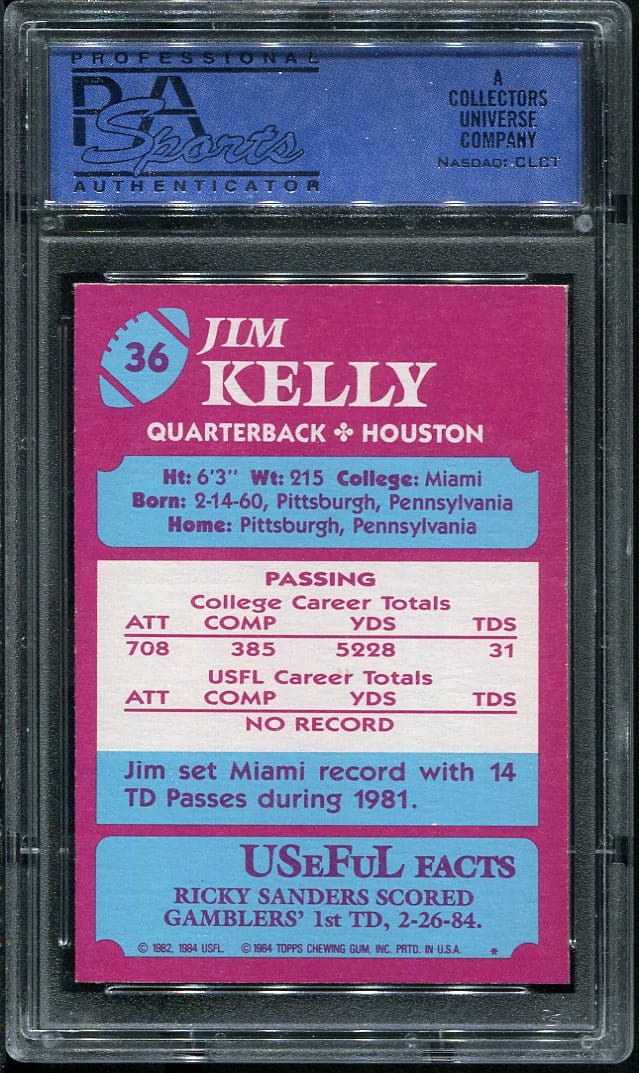 PROFESSIONAL
PSA
Sports
AUTHENTICATOR
A
COLLECTORS
UNIVERSE
COMPANY
NASDAQ: CLCT
36
JIM
KELLY
QUARTERBACK ✤ HOUSTON
Ht: 6'3" Wt: 215 College: Miami
Born: 2-14-60, Pittsburgh, Pennsylvania
Home: Pittsburgh, Pennsylvania
PASSING
College Career Totals
ATT COMP YDS TDS
708 385 5228 31
USFL Career Totals
ATT COMP YDS TDS
NO RECORD
Jim set Miami record with 14
TD Passes during 1981.
USeFuL FACTS
RICKY SANDERS SCORED
GAMBLERS' 1st TD, 2-26-84.
© 1982, 1984 USFL. © 1984 TOPPS CHEWING GUM, INC. PRTD. IN U.S.A. *